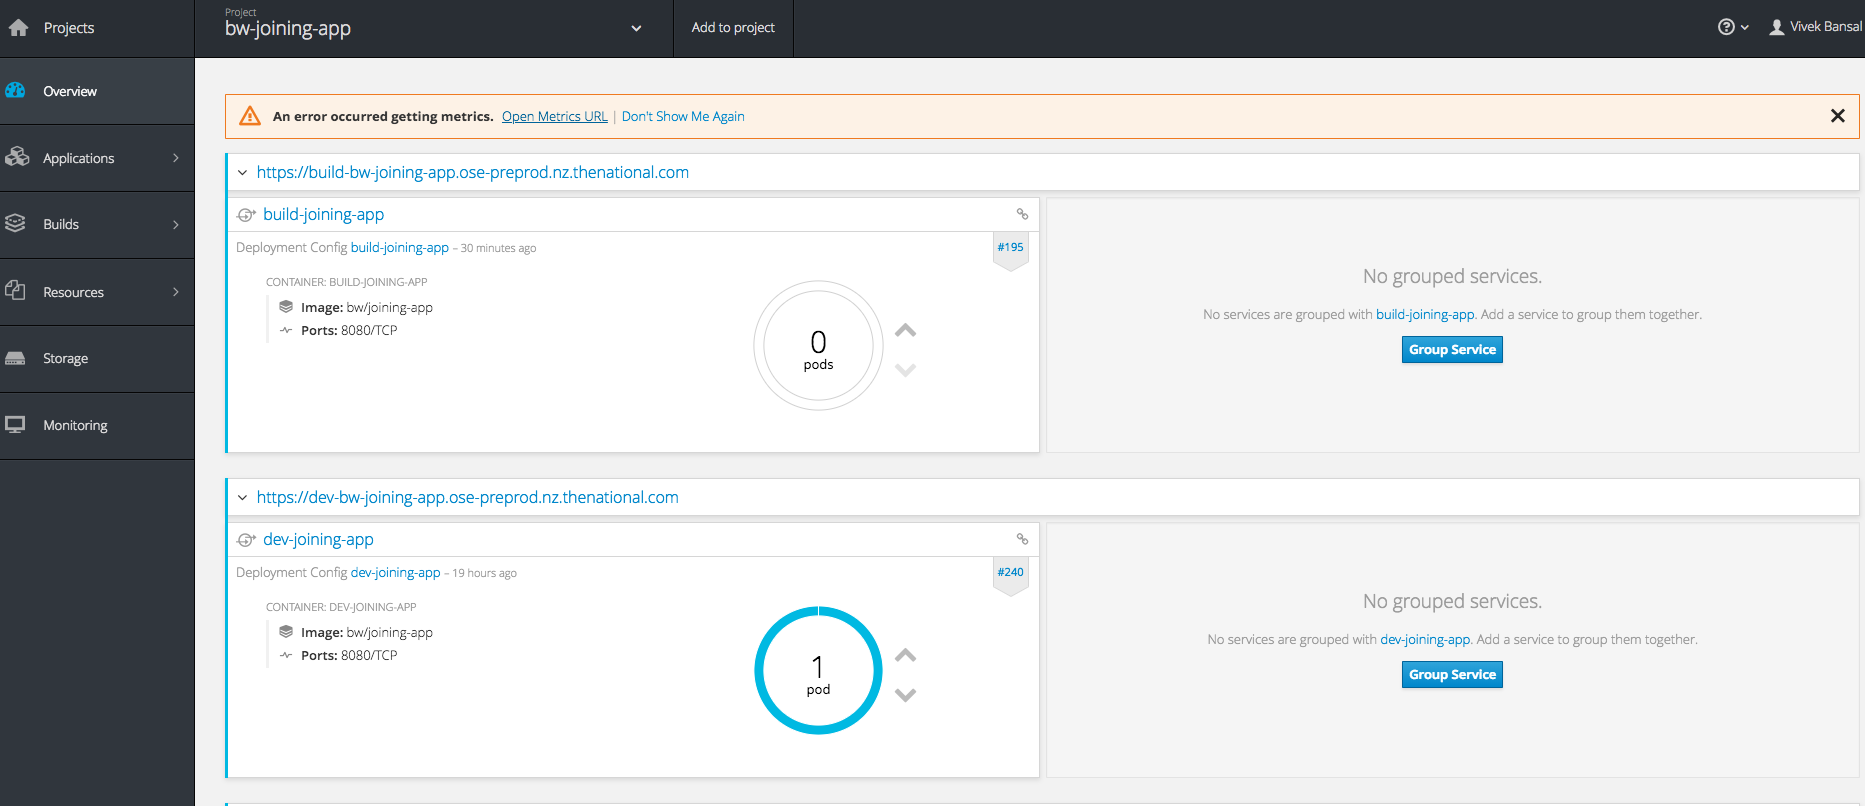 Projects
Project
bw-joining-app
Add to project
Vivek Bansal
Overview
Applications
Builds
Resources
Storage
Monitoring
An error occurred getting metrics. Open Metrics URL | Don't Show Me Again
https://build-bw-joining-app.ose-preprod.nz.thenational.com
build-joining-app
Deployment Config build-joining-app – 30 minutes ago
#195
CONTAINER: BUILD-JOINING-APP
Image: bw/joining-app
Ports: 8080/TCP
0
pods
No grouped services.
No services are grouped with build-joining-app. Add a service to group them together.
Group Service
https://dev-bw-joining-app.ose-preprod.nz.thenational.com
dev-joining-app
Deployment Config dev-joining-app – 19 hours ago
#240
CONTAINER: DEV-JOINING-APP
Image: bw/joining-app
Ports: 8080/TCP
1
pod
No grouped services.
No services are grouped with dev-joining-app. Add a service to group them together.
Group Service